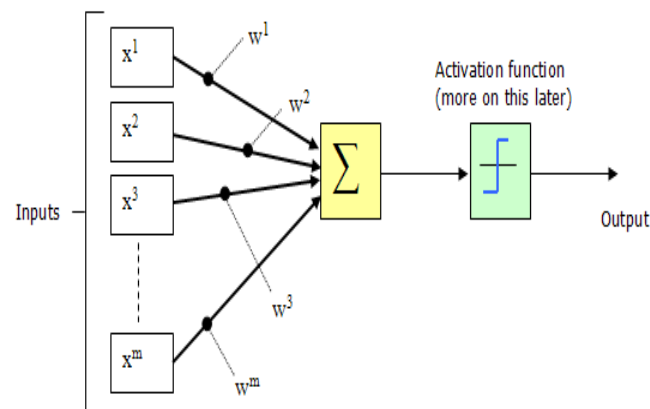 x¹
w¹
Activation function
(more on this later)
x²
w²
x³
∑
Inputs
Output
w³
xᵐ
wᵐ